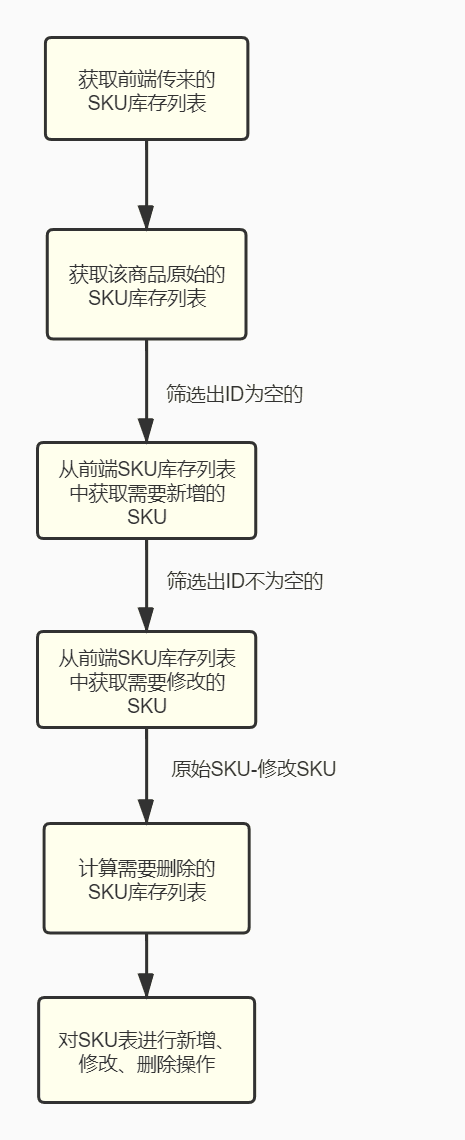 获取前端传来的
SKU库存列表
获取该商品原始的
SKU库存列表
筛选出ID为空的
从前端SKU库存列表
中获取需要新增的
SKU
筛选出ID不为空的
从前端SKU库存列表
中获取需要修改的
SKU
原始SKU-修改SKU
计算需要删除的
SKU库存列表
对SKU表进行新增、
修改、删除操作